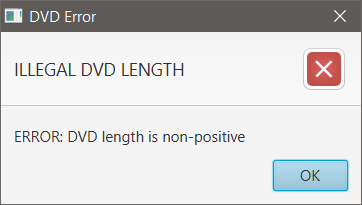 DVD Error
ILLEGAL DVD LENGTH
ERROR: DVD length is non-positive
OK